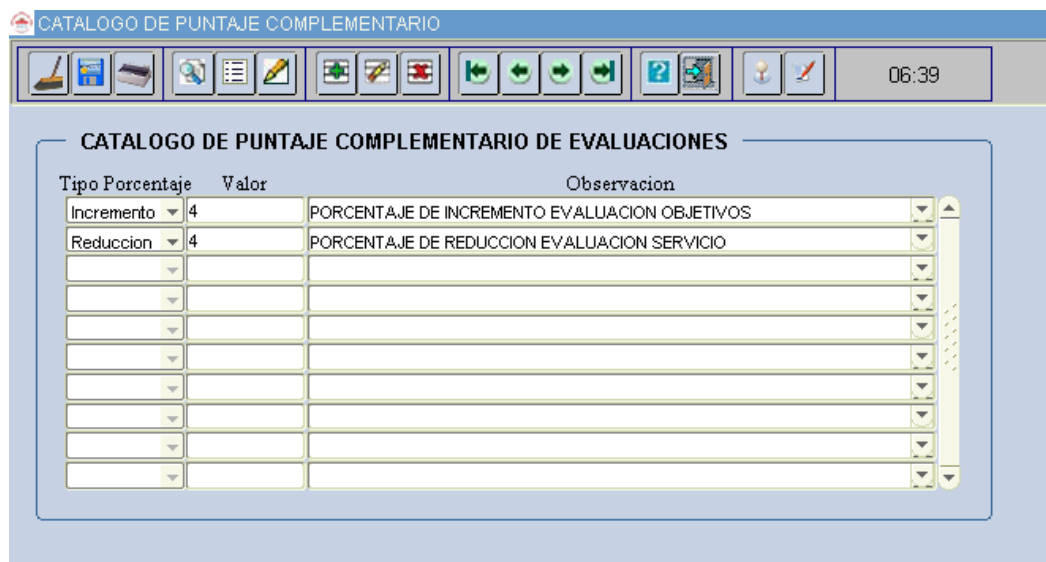 CATALOGO DE PUNTAJE COMPLEMENTARIO
06:39
CATALOGO DE PUNTAJE COMPLEMENTARIO DE EVALUACIONES
Tipo Porcentaje Valor Observacion
Incremento 4 PORCENTAJE DE INCREMENTO EVALUACION OBJETIVOS
Reduccion 4 PORCENTAJE DE REDUCCION EVALUACION SERVICIO